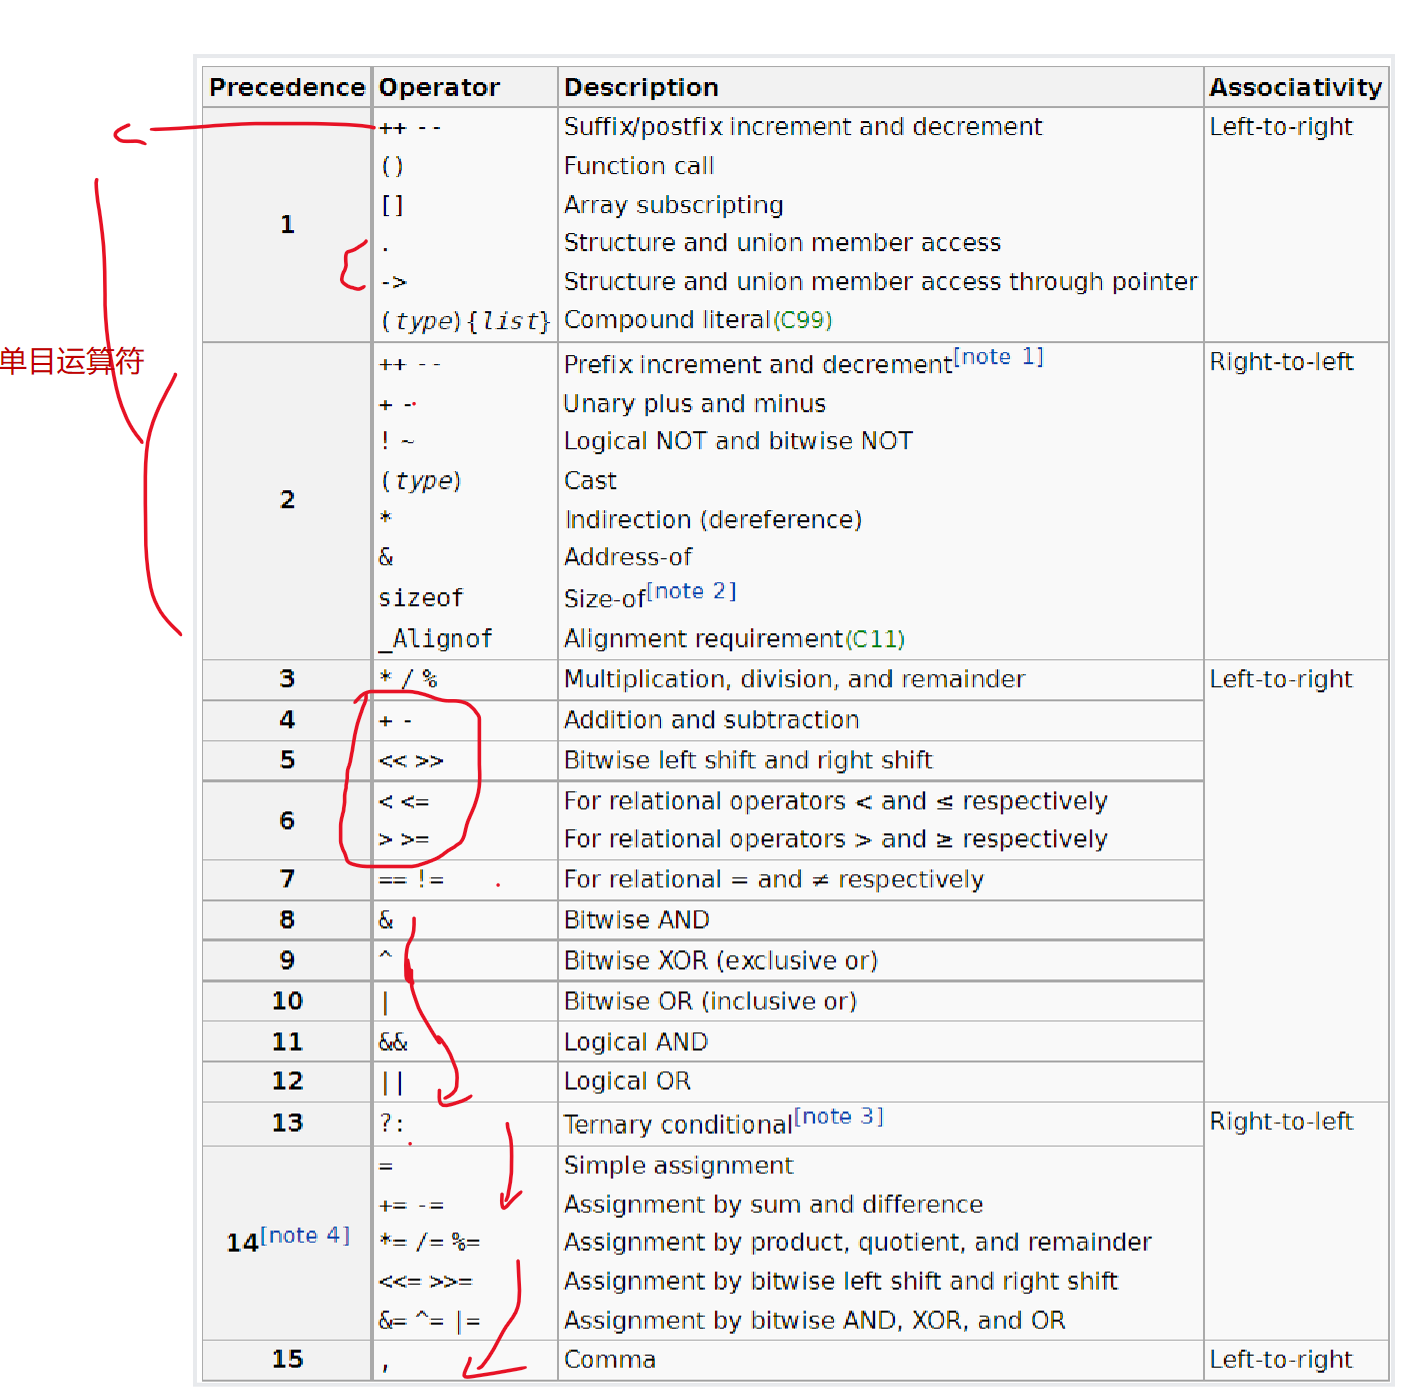 Precedence Operator Description Associativity
1 ++ -- Suffix/postfix increment and decrement Left-to-right
() Function call
[] Array subscripting
. Structure and union member access
-> Structure and union member access through pointer
(type){list} Compound literal(C99)
单目运算符
2 ++ -- Prefix increment and decrement[note 1] Right-to-left
+ - Unary plus and minus
! ~ Logical NOT and bitwise NOT
(type) Cast
* Indirection (dereference)
& Address-of
sizeof Size-of[note 2]
_Alignof Alignment requirement(C11)
3 * / % Multiplication, division, and remainder Left-to-right
4 + - Addition and subtraction
5 << >> Bitwise left shift and right shift
6 < <= For relational operators < and ≤ respectively
> >= For relational operators > and ≥ respectively
7 == != For relational = and ≠ respectively
8 & Bitwise AND
9 ^ Bitwise XOR (exclusive or)
10 | Bitwise OR (inclusive or)
11 && Logical AND
12 || Logical OR
13 ?: Ternary conditional[note 3] Right-to-left
14[note 4] = Simple assignment
+= -= Assignment by sum and difference
*= /= %= Assignment by product, quotient, and remainder
<<= >>= Assignment by bitwise left shift and right shift
&= ^= |= Assignment by bitwise AND, XOR, and OR
15 , Comma Left-to-right